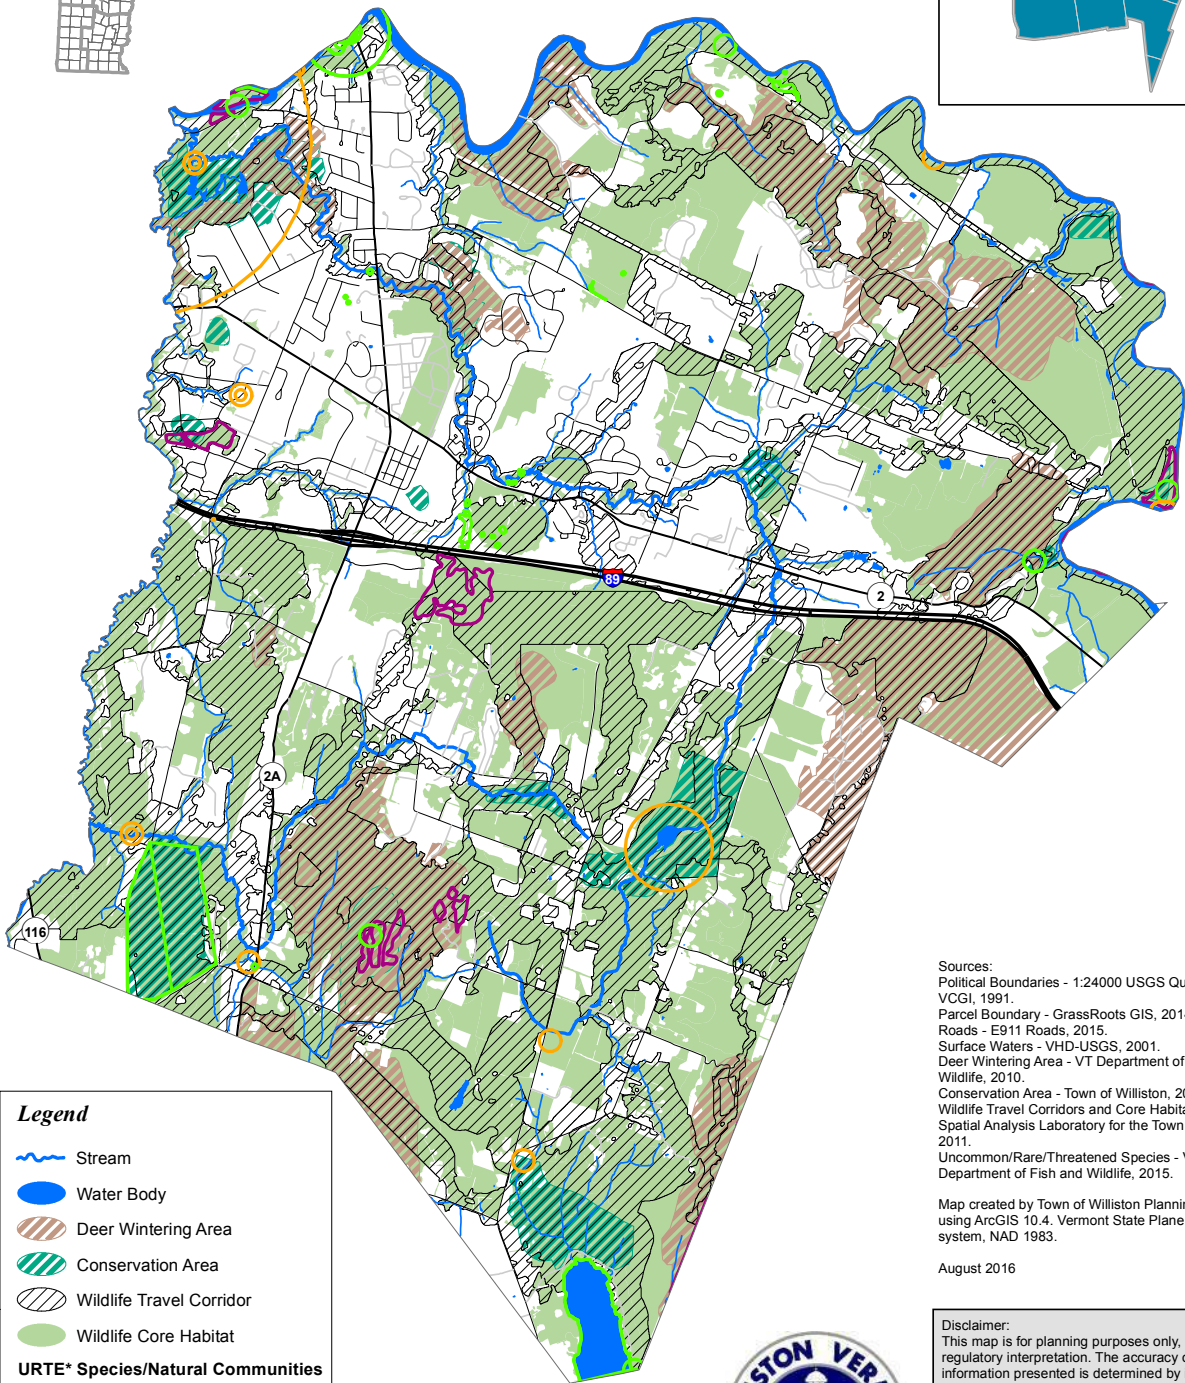 89
2
2A
116
Sources:
Political Boundaries - 1:24000 USGS
VCGI, 1991.
Parcel Boundary - GrassRoots GIS,
Roads - E911 Roads, 2015.
Surface Waters - VHD-USGS, 2001.
Deer Wintering Area - VT Department of
Wildlife, 2010.
Conservation Area - Town of Williston,
Wildlife Travel Corridors and Core
Spatial Analysis Laboratory for the Town
2011.
Uncommon/Rare/Threatened Species -
Department of Fish and Wildlife, 2015.
Map created by Town of Williston
using ArcGIS 10.4. Vermont State Plane
system, NAD 1983.
August 2016
Legend
Stream
Water Body
Deer Wintering Area
Conservation Area
Wildlife Travel Corridor
Wildlife Core Habitat
URTE* Species/Natural Communities
Disclaimer:
This map is for planning purposes only,
regulatory interpretation. The accuracy
information presented is determined by